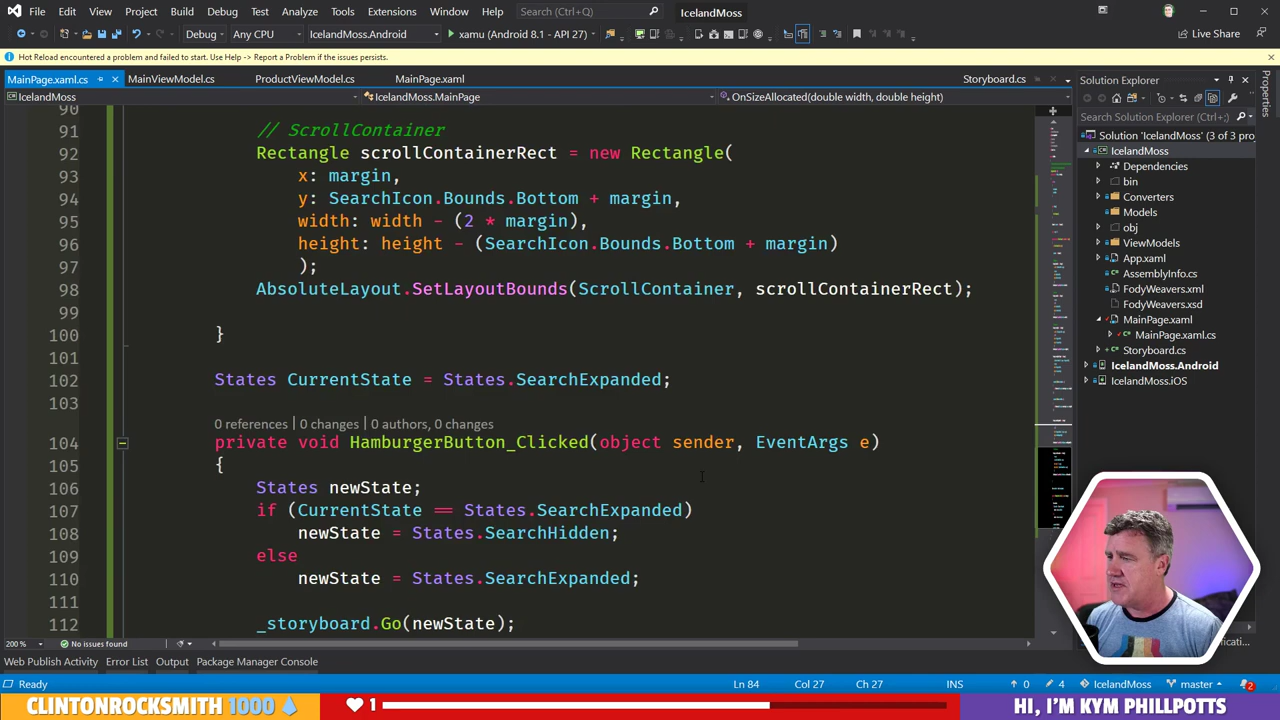 File Edit View Git Project Build Debug Test Analyze Tools Extensions Window Help Search (Ctrl+Q) IcelandMoss
Debug Any CPU IcelandMoss.Android xamu (Android 8.1 - API 27) Live Share
Hot Reload encountered a problem and failed to start. Use Help -> Report a Problem if the issues persists.
MainPage.xaml.cs MainViewModel.cs ProductViewModel.cs MainPage.xaml Storyboard.cs
IcelandMoss IcelandMoss.MainPage OnSizeAllocated(double width, double height)
90
91 // ScrollContainer
92 Rectangle scrollContainerRect = new Rectangle(
93 x: margin,
94 y: SearchIcon.Bounds.Bottom + margin,
95 width: width - (2 * margin),
96 height: height - (SearchIcon.Bounds.Bottom + margin)
97 );
98 AbsoluteLayout.SetLayoutBounds(ScrollContainer, scrollContainerRect);
99
100 }
101
102 States CurrentState = States.SearchExpanded;
103
0 references | 0 changes | 0 authors, 0 changes
104 private void HamburgerButton_Clicked(object sender, EventArgs e)
105 {
106 States newState;
107 if (CurrentState == States.SearchExpanded)
108 newState = States.SearchHidden;
109 else
110 newState = States.SearchExpanded;
111
112 _storyboard.Go(newState);
200 % No issues found
Solution Explorer
Search Solution Explorer (Ctrl+;)
Solution 'IcelandMoss' (3 of 3 pro
IcelandMoss
Dependencies
bin
Converters
Models
obj
ViewModels
App.xaml
AssemblyInfo.cs
FodyWeavers.xml
FodyWeavers.xsd
MainPage.xaml
MainPage.xaml.cs
Storyboard.cs
IcelandMoss.Android
IcelandMoss.iOS
Properties
Web Publish Activity Error List Output Package Manager Console
Ready Ln 84 Col 27 Ch 27 INS 0 4 IcelandMoss master 2
CLINTONROCKSMITH 1000 1 HI, I'M KYM PHILLPOTTS